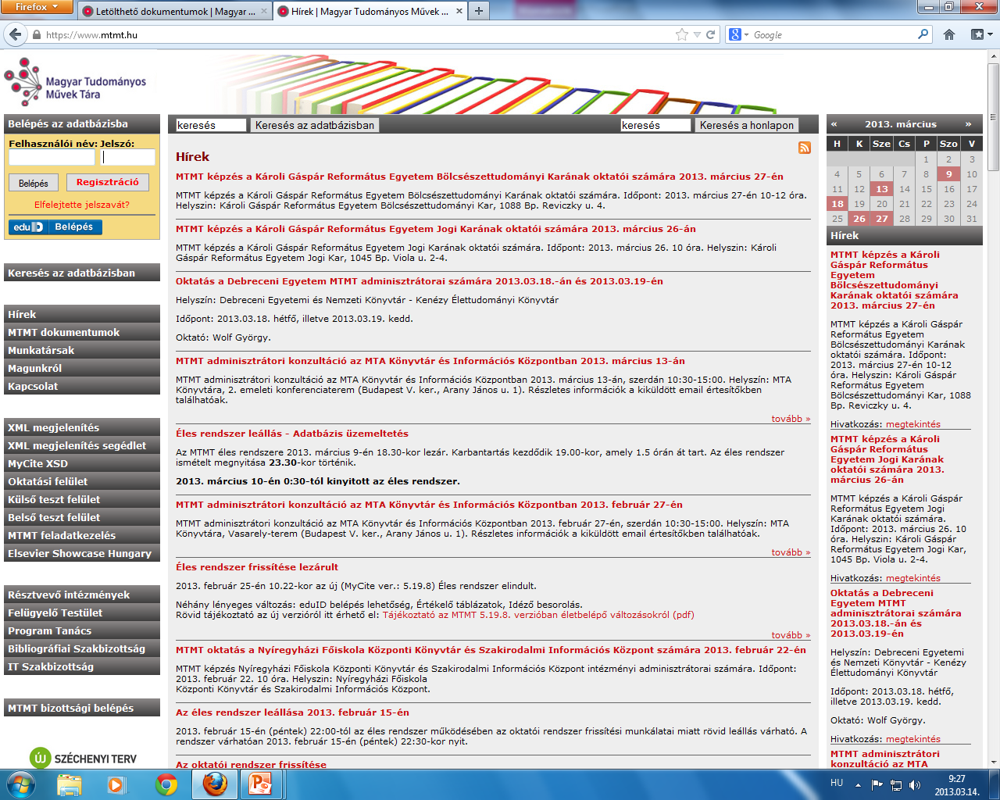 Firefox
Letölthető dokumentumok | Magyar ...
Hírek | Magyar Tudományos Művek ...
https://www.mtmt.hu
Google
Magyar Tudományos
Művek Tára
Belépés az adatbázisba
Felhasználói név: Jelszó:
Belépés
Regisztráció
Elfelejtette jelszavát?
eduID Belépés
Keresés az adatbázisban
Hírek
MTMT dokumentumok
Munkatársak
Magunkról
Kapcsolat
XML megjelenítés
XML megjelenítés segédlet
MyCite XSD
Oktatási felület
Külső teszt felület
Belső teszt felület
MTMT feladatkezelés
Elsevier Showcase Hungary
Résztvevő intézmények
Felügyelő Testület
Program Tanács
Bibliográfiai Szakbizottság
IT Szakbizottság
MTMT bizottsági belépés
ÚJ SZÉCHENYI TERV
keresés Keresés az adatbázisban
keresés Keresés a honlapon
Hírek
MTMT képzés a Károli Gáspár Református Egyetem Bölcsészettudományi Karának oktatói számára 2013. március 27-én
MTMT képzés a Károli Gáspár Református Egyetem Bölcsészettudományi Karának oktatói számára. Időpont: 2013. március 27-én 10-12 óra.
Helyszin: Károli Gáspár Református Egyetem Bölcsészettudományi Kar, 1088 Bp. Reviczky u. 4.
MTMT képzés a Károli Gáspár Református Egyetem Jogi Karának oktatói számára 2013. március 26-án
MTMT képzés a Károli Gáspár Református Egyetem Jogi Karának oktatói számára. Időpont: 2013. március 26. 10 óra. Helyszin: Károli
Gáspár Református Egyetem Jogi Kar, 1045 Bp. Viola u. 2-4.
Oktatás a Debreceni Egyetem MTMT adminisztrátorai számára 2013.03.18.-án és 2013.03.19-én
Helyszín: Debreceni Egyetemi és Nemzeti Könyvtár - Kenézy Élettudományi Könyvtár
Időpont: 2013.03.18. hétfő, illetve 2013.03.19. kedd.
Oktató: Wolf György.
MTMT adminisztrátori konzultáció az MTA Könyvtár és Információs Központban 2013. március 13-án
MTMT adminisztrátori konzultáció az MTA Könyvtár és Információs Központban 2013. március 13-án, szerdán 10:30-15:00. Helyszín: MTA
Könyvtára, 2. emeleti konferenciaterem (Budapest V. ker., Arany János u. 1). Részletes információk a kiküldött email értesítőkben
találhatóak.
tovább »
Éles rendszer leállás - Adatbázis üzemeltetés
Az MTMT éles rendszere 2013. március 9-én 18.30-kor lezár. Karbantartás kezdődik 19.00-kor, amely 1.5 órán át tart. Az éles rendszer
ismételt megnyitása 23.30-kor történik.
2013. március 10-én 0:30-tól kinyitott az éles rendszer.
MTMT adminisztrátori konzultáció az MTA Könyvtár és Információs Központban 2013. február 27-én
MTMT adminisztrátori konzultáció az MTA Könyvtár és Információs Központban 2013. február 27-én, szerdán 10:30-15:00. Helyszín: MTA
Könyvtára, Vasarely-terem (Budapest V. ker., Arany János u. 1). Részletes információk a kiküldött email értesítőkben találhatóak.
tovább »
Éles rendszer frissítése lezárult
2013. február 25-én 10.22-kor az új (MyCite ver.: 5.19.8) Éles rendszer elindult.
Néhány lényeges változás: eduID belépés lehetőség, Értékelő táblázatok, Idéző besorolás.
Rövid tájékoztató az új verzióról itt érhető el: Tájékoztató az MTMT 5.19.8. verzióban életbelépő változásokról (pdf)
tovább »
MTMT oktatás a Nyíregyházi Főiskola Központi Könyvtár és Szakirodalmi Információs Központ számára 2013. február 22-én
MTMT képzés Nyíregyházi Főiskola Központi Könyvtár és Szakirodalmi Információs Központ intézményi adminisztrátorai számára. Időpont:
2013. február 22. 10 óra. Helyszin: Nyíregyházi Főiskola
Központi Könyvtár és Szakirodalmi Információs Központ.
Az éles rendszer leállása 2013. február 15-én
2013. február 15-én (péntek) 22:00-tól az éles rendszer működésében az oktatói rendszer frissítési munkálatai miatt rövid leállás várható. A
rendszer várhatóan 2013. február 15-én (péntek) 22:30-kor nyit.
Az oktatói rendszer frissítése
« 2013. március »
H K Sze Cs P Szo V
1 2 3
4 5 6 7 8 9 10
11 12 13 14 15 16 17
18 19 20 21 22 23 24
25 26 27 28 29 30 31
Hírek
MTMT képzés a Károli
Gáspár Református
Egyetem
Bölcsészettudományi
Karának oktatói számára
2013. március 27-én
MTMT képzés a Károli Gáspár
Református Egyetem
Bölcsészettudományi Karának
oktatói számára. Időpont:
2013. március 27-én 10-12
óra. Helyszin: Károli Gáspár
Református Egyetem
Bölcsészettudományi Kar, 1088
Bp. Reviczky u. 4.
Hivatkozás: megtekintés
MTMT képzés a Károli
Gáspár Református
Egyetem Jogi Karának
oktatói számára 2013.
március 26-án
MTMT képzés a Károli Gáspár
Református Egyetem Jogi
Karának oktatói számára.
Időpont: 2013. március 26. 10
óra. Helyszin: Károli Gáspár
Református Egyetem Jogi Kar,
1045 Bp. Viola u. 2-4.
Hivatkozás: megtekintés
Oktatás a Debreceni
Egyetem MTMT
adminisztrátorai számára
2013.03.18.-án és
2013.03.19-én
Helyszín: Debreceni Egyetemi
és Nemzeti Könyvtár - Kenézy
Élettudományi Könyvtár
Időpont: 2013.03.18. hétfő,
illetve 2013.03.19. kedd.
Oktató: Wolf György.
Hivatkozás: megtekintés
MTMT adminisztrátori
konzultáció az MTA
HU
9:27
2013.03.14.